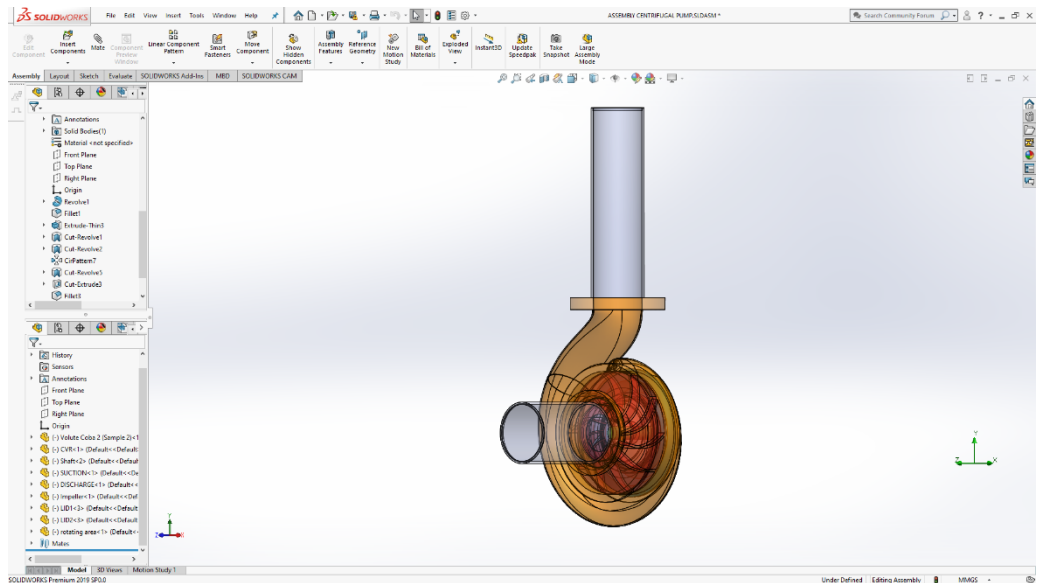 SOLIDWORKS File Edit View Insert Tools Window Help ASSEMBLY CENTRIFUGAL PUMP.SLDASM * Search Community Forum
Edit Component
Insert Components
Mate
Component Preview Window
Linear Component Pattern
Smart Fasteners
Move Component
Show Hidden Components
Assembly Features
Reference Geometry
New Motion Study
Bill of Materials
Exploded View
Instant3D
Update Speedpak
Take Snapshot
Large Assembly Mode
Assembly Layout Sketch Evaluate SOLIDWORKS Add-Ins MBD SOLIDWORKS CAM
Annotations
Solid Bodies(1)
Material <not specified>
Front Plane
Top Plane
Right Plane
Origin
Revolve1
Fillet1
Extrude-Thin3
Cut-Revolve1
Cut-Revolve2
CirPattern7
Cut-Revolve5
Cut-Extrude3
Fillet8
History
Sensors
Annotations
Front Plane
Top Plane
Right Plane
Origin
(-) Volute Coba 2 (Sample 2)<1
(-) CVR<1> (Default<<Default
(-) Shaft<2> (Default<<Defaul
(-) SUCTION<1> (Default<<De
(-) DISCHARGE<1> (Default<<
(-) Impeller<1> (Default<<Def
(-) LID1<3> (Default<<Default
(-) LID2<3> (Default<<Default
(-) rotating area<1> (Default<
Mates
Y
Z X
Y
Z X
Model 3D Views Motion Study 1
SOLIDWORKS Premium 2019 SP0.0 Under Defined Editing Assembly MMGS